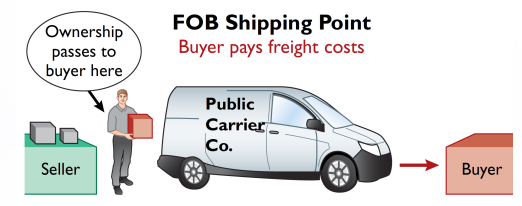 FOB Shipping Point
Buyer pays freight costs
Ownership
passes to
buyer here
Public
Carrier
Co.
Seller
Buyer